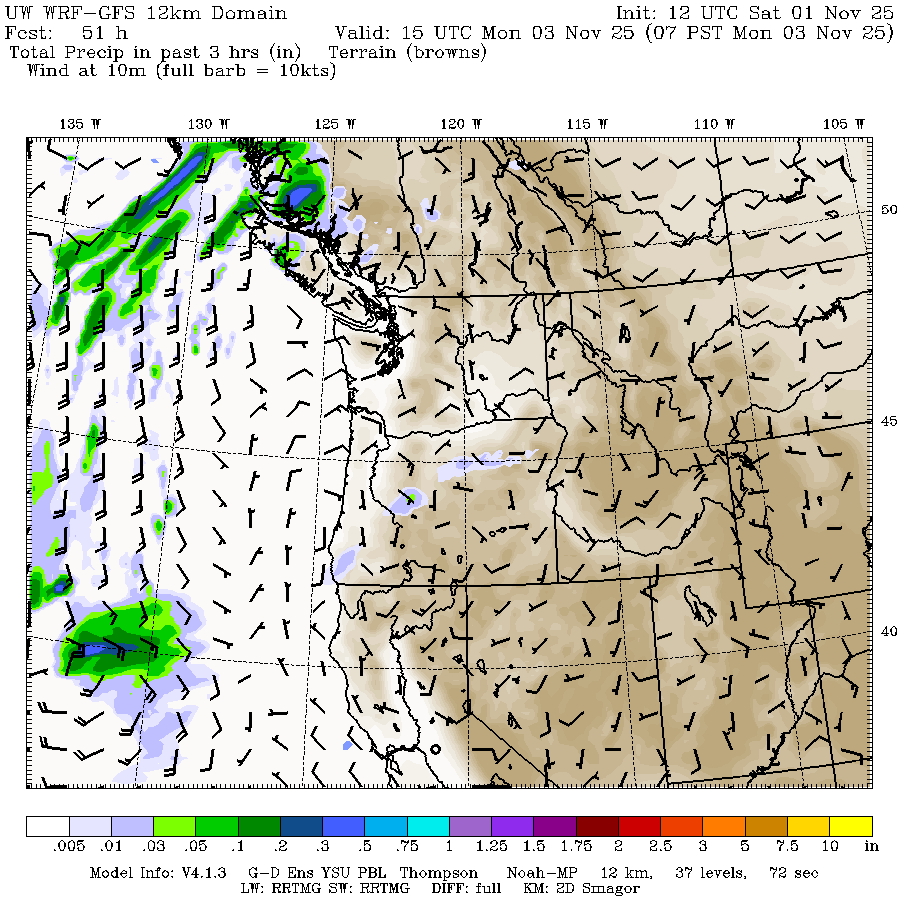 UW WRF-GFS 12km Domain Init: 12 UTC Sat 01 Nov 25
Fcst: 51 h Valid: 15 UTC Mon 03 Nov 25 (07 PST Mon 03 Nov 25)
Total Precip in past 3 hrs (in) Terrain (browns)
Wind at 10m (full barb = 10kts)
135 W 130 W 125 W 120 W 115 W 110 W 105 W
50
45
40
.005 .01 .03 .05 .1 .2 .3 .5 .75 1 1.25 1.5 1.75 2 2.5 3 5 7.5 10 in
Model Info: V4.1.3 G-D Ens YSU PBL Thompson Noah-MP 12 km, 37 levels, 72 sec
LW: RRTMG SW: RRTMG DIFF: full KM: 2D Smagor